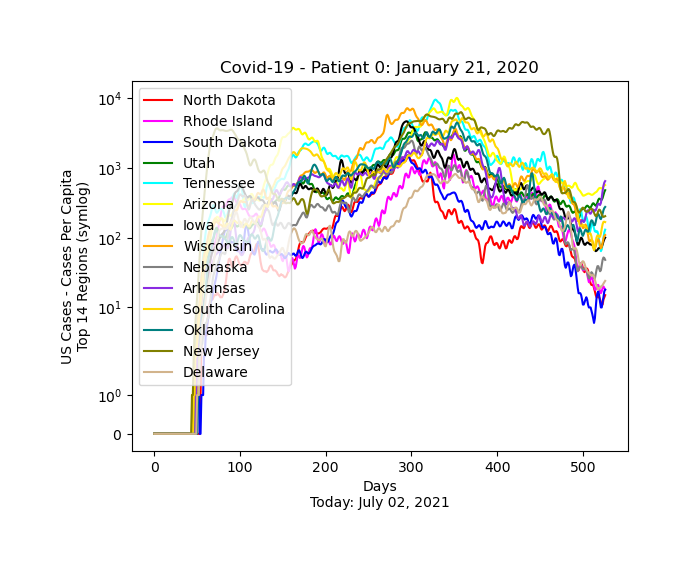 Covid-19 - Patient 0: January 21, 2020
US Cases - Cases Per Capita
Top 14 Regions (symlog)
10^4
10^3
10^2
10^1
10^0
0
North Dakota
Rhode Island
South Dakota
Utah
Tennessee
Arizona
Iowa
Wisconsin
Nebraska
Arkansas
South Carolina
Oklahoma
New Jersey
Delaware
0 100 200 300 400 500
Days
Today: July 02, 2021